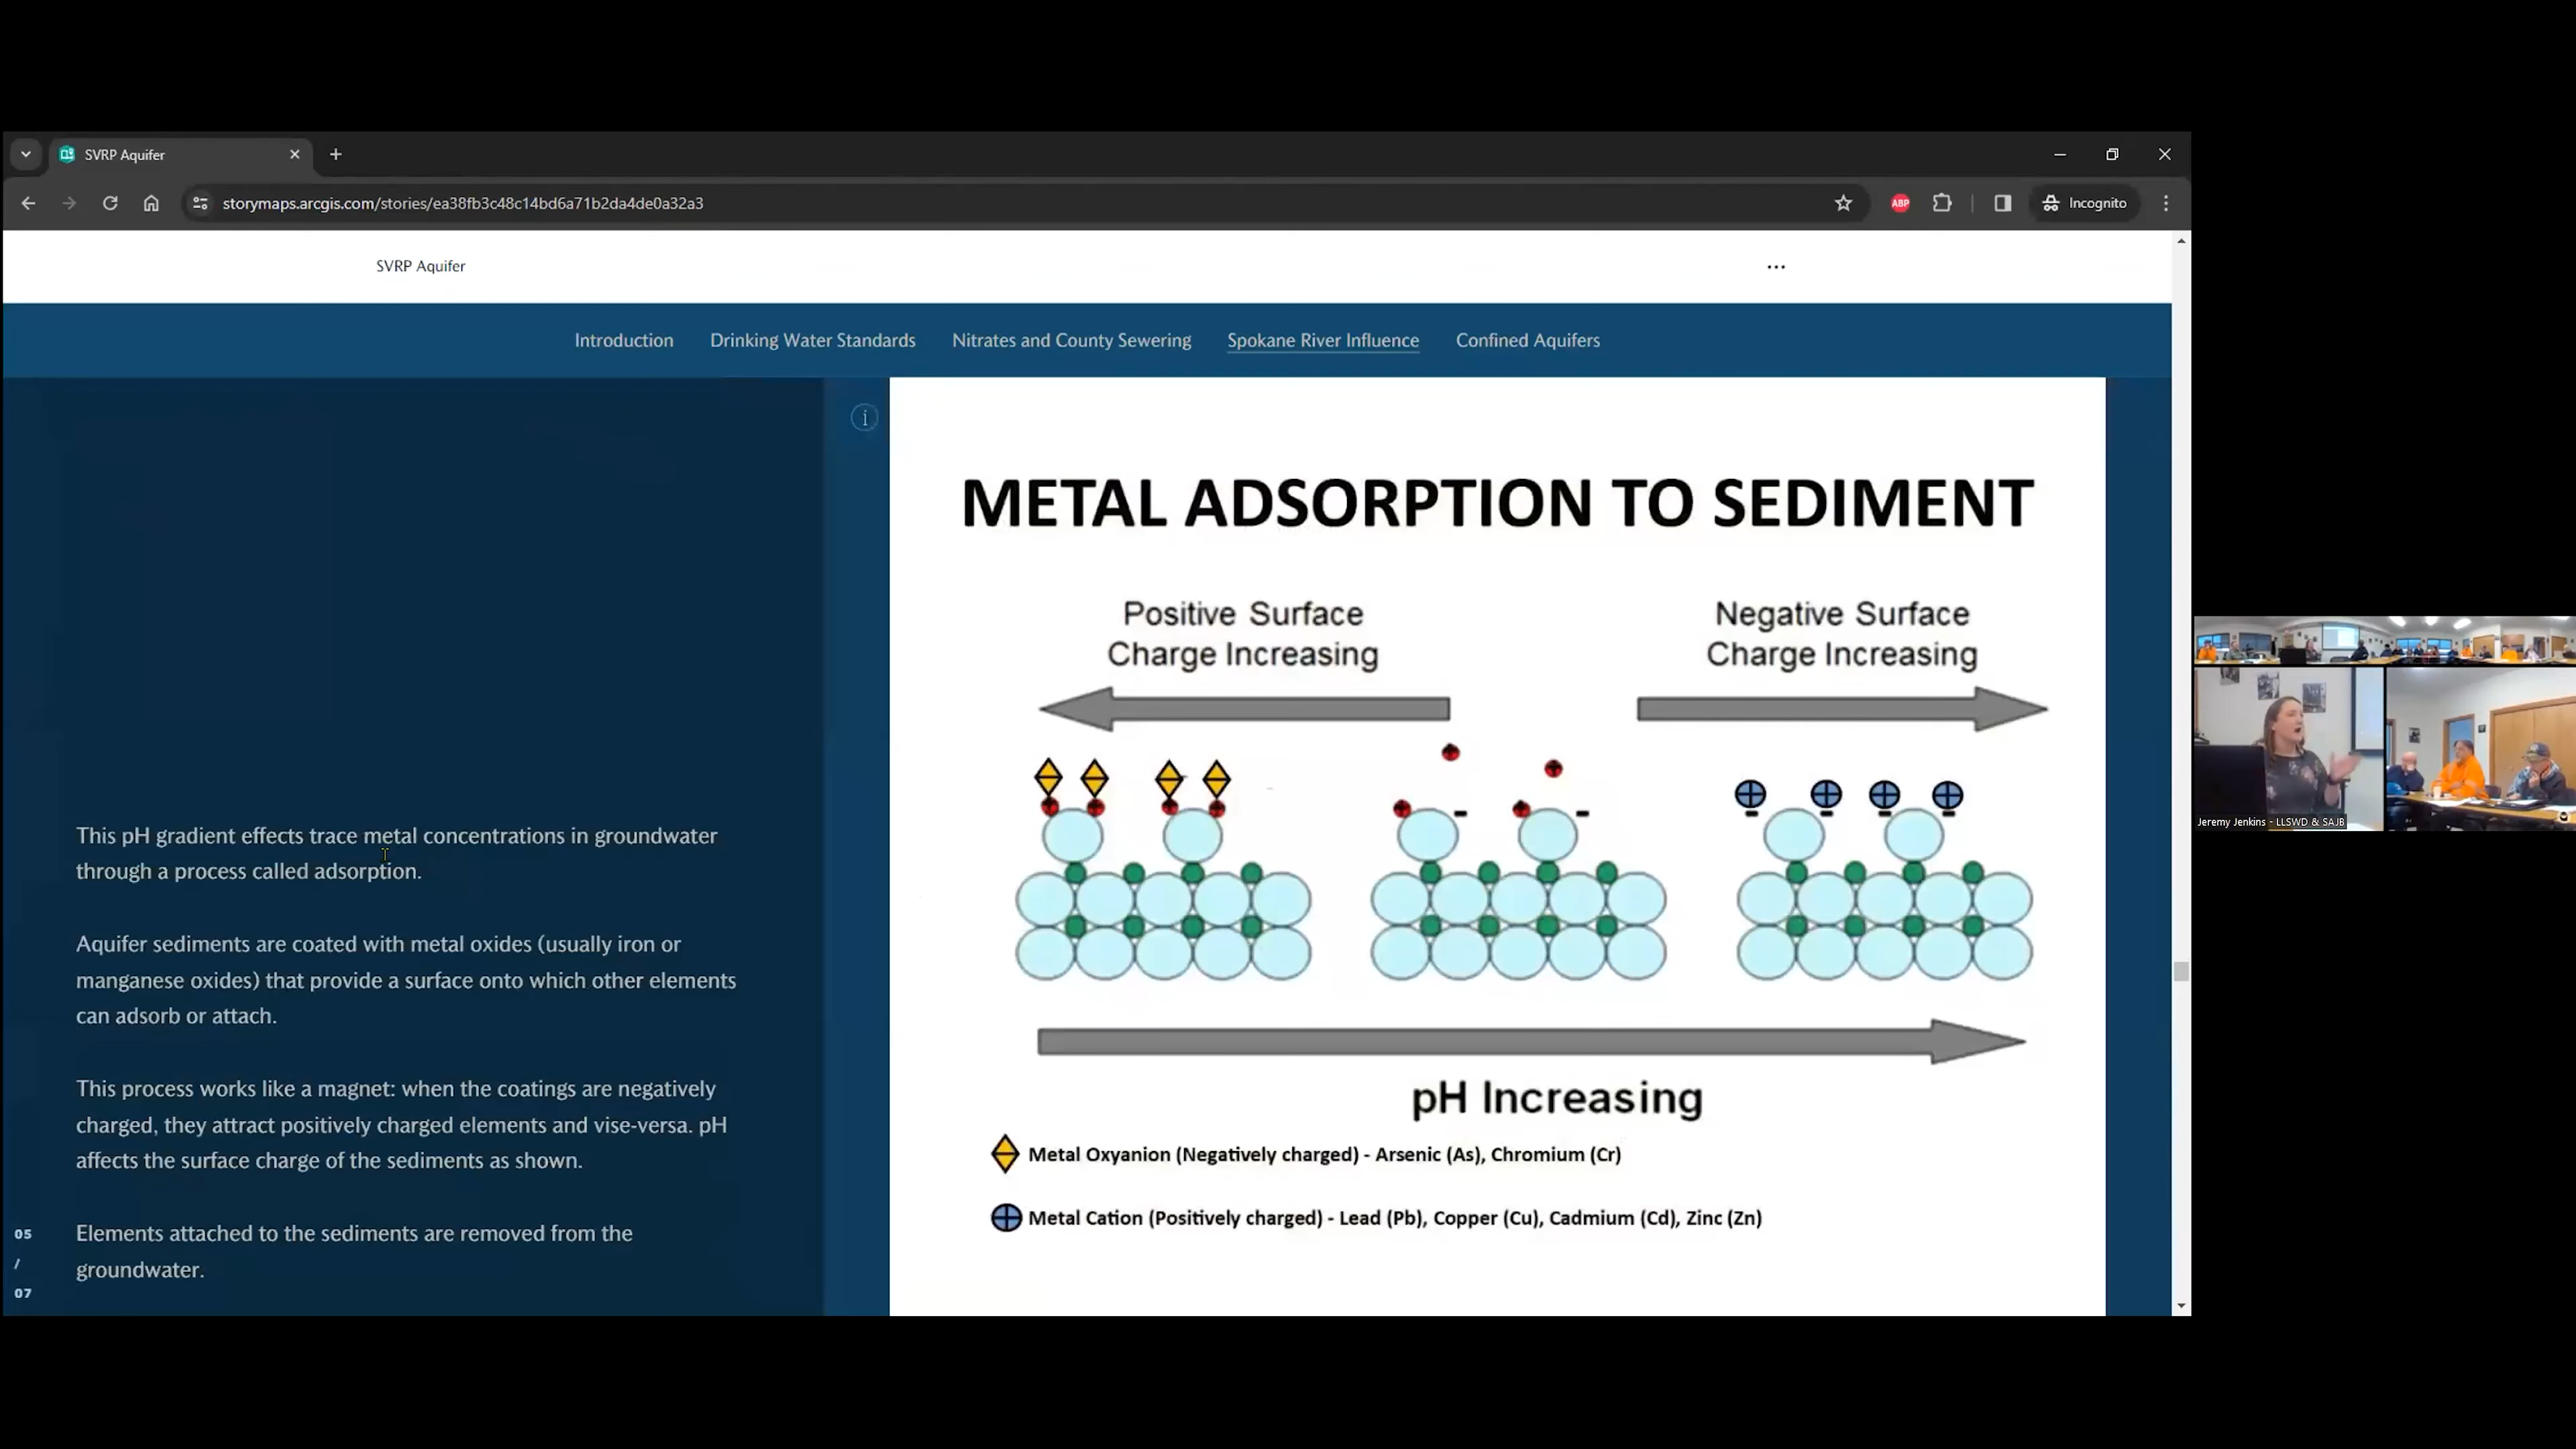 SVRP Aquifer
storymaps.arcgis.com/stories/ea38fb3c48c14bd6a71b2da4de0a32a3
ABP
Incognito
SVRP Aquifer
...
Introduction
Drinking Water Standards
Nitrates and County Sewering
Spokane River Influence
Confined Aquifers
i
This pH gradient effects trace metal concentrations in groundwater
through a process called adsorption.
Aquifer sediments are coated with metal oxides (usually iron or
manganese oxides) that provide a surface onto which other elements
can adsorb or attach.
This process works like a magnet: when the coatings are negatively
charged, they attract positively charged elements and vise-versa. pH
affects the surface charge of the sediments as shown.
Elements attached to the sediments are removed from the
groundwater.
05
/
07
METAL ADSORPTION TO SEDIMENT
Positive Surface
Charge Increasing
Negative Surface
Charge Increasing
pH Increasing
Metal Oxyanion (Negatively charged) - Arsenic (As), Chromium (Cr)
Metal Cation (Positively charged) - Lead (Pb), Copper (Cu), Cadmium (Cd), Zinc (Zn)
Jeremy Jenkins - LLSWD & SAJB